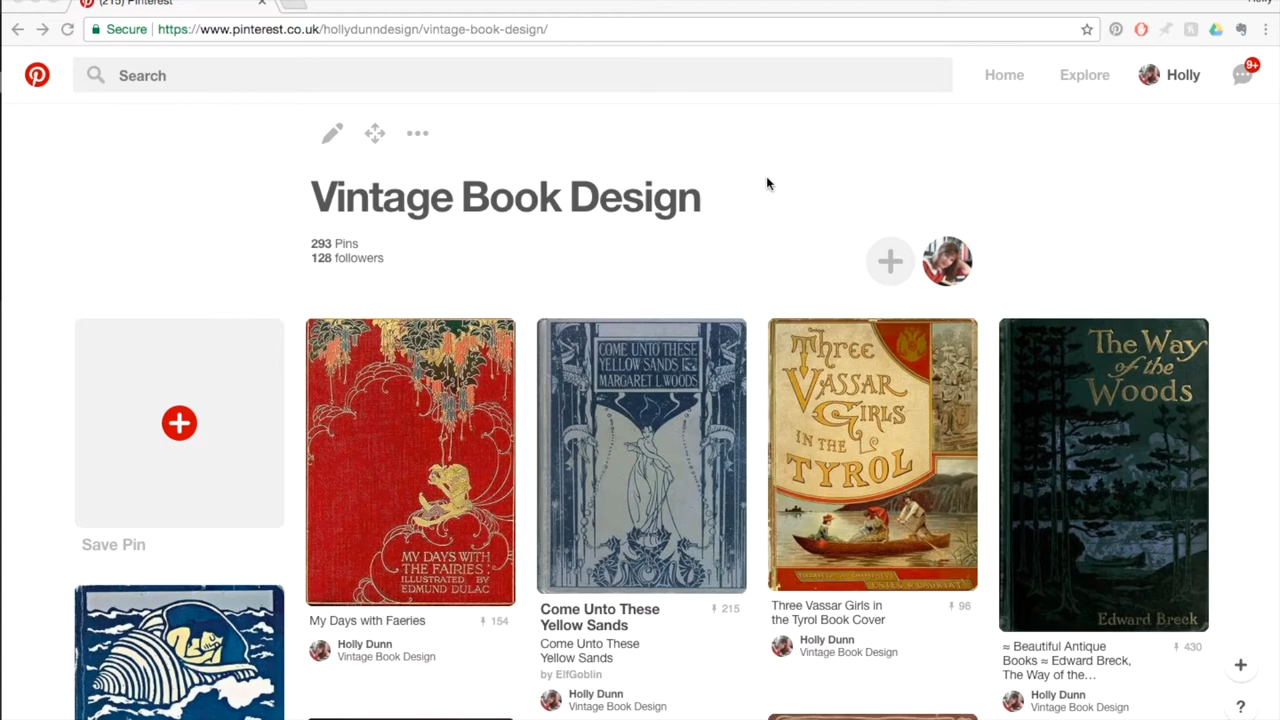 (215) Pinterest
Holly
Secure https://www.pinterest.co.uk/hollydunndesign/vintage-book-design/
Search
Home
Explore
Holly
9+
Vintage Book Design
293 Pins
128 followers
Save Pin
MY DAYS WITH
THE FAIRIES:
ILLUSTRATED BY
EDMUND DULAC
My Days with Faeries
154
Holly Dunn
Vintage Book Design
COME UNTO THESE
YELLOW SANDS
MARGARET L. WOODS
Come Unto These
Yellow Sands
215
Come Unto These
Yellow Sands
by ElfGoblin
Holly Dunn
Vintage Book Design
Three
VASSAR
GIRLS
IN THE
TYROL
Three Vassar Girls in
the Tyrol Book Cover
98
Holly Dunn
Vintage Book Design
The Way
of the
Woods
Edward Breck
≈ Beautiful Antique
Books ≈ Edward Breck,
The Way of the…
430
Holly Dunn
Vintage Book Design
?